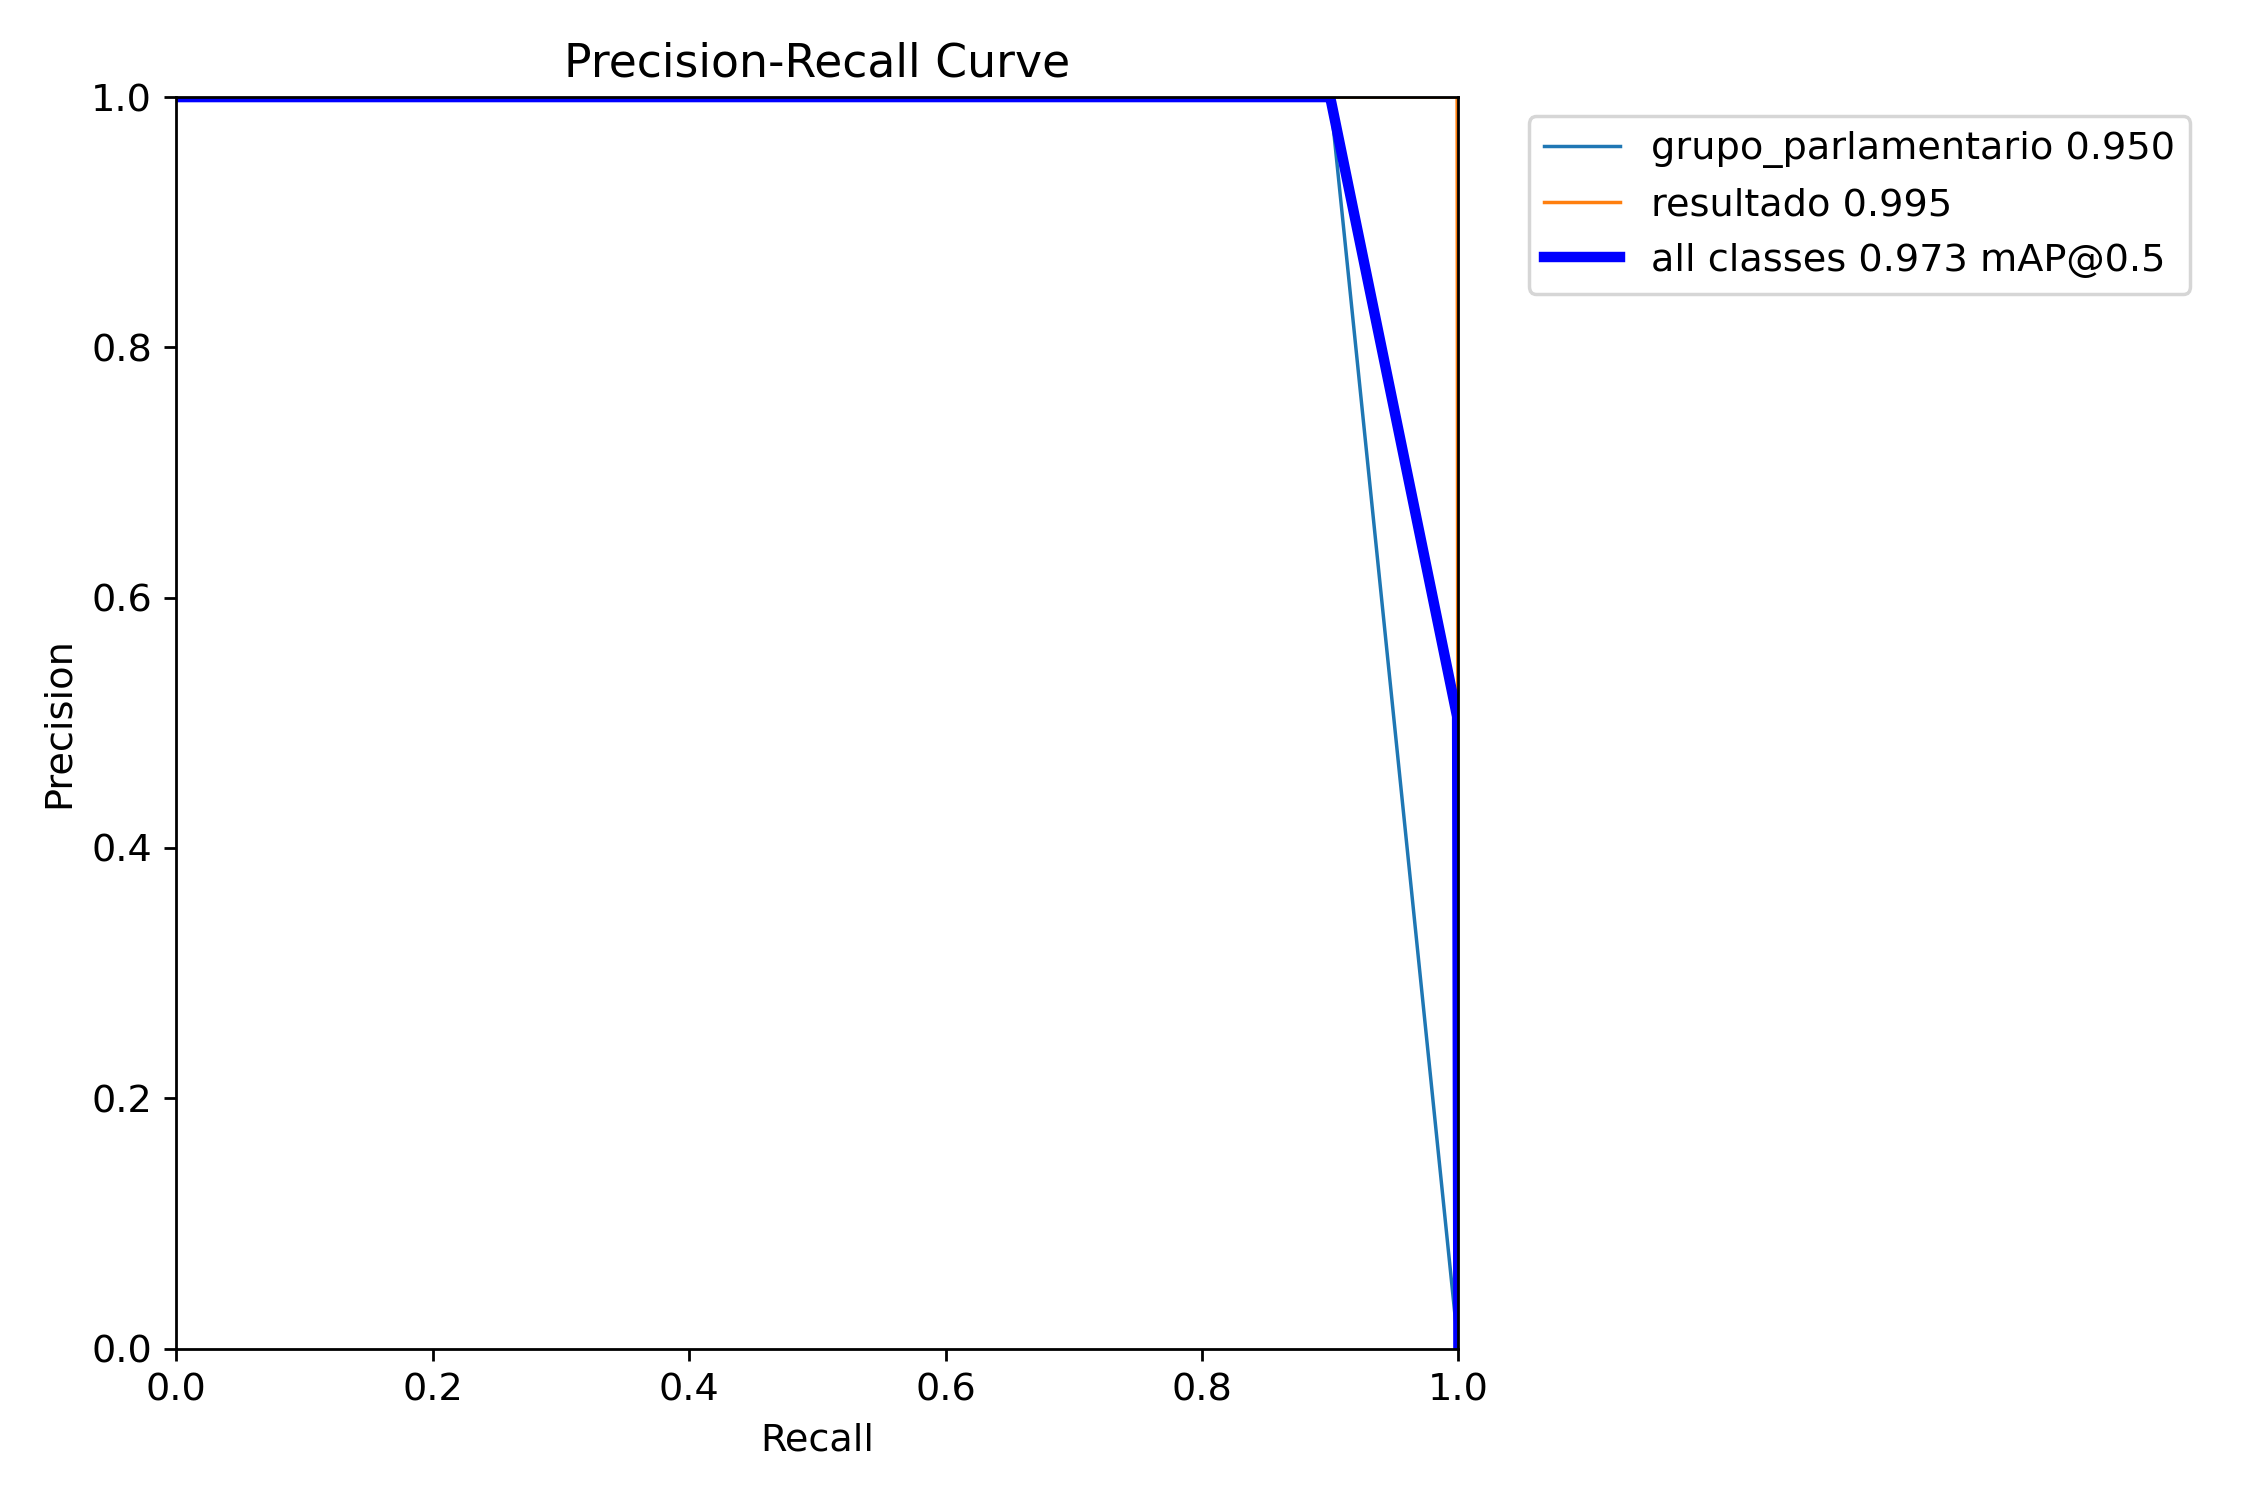 Precision-Recall Curve
1.0
0.8
0.6
0.4
0.2
0.0
Precision
0.0 0.2 0.4 0.6 0.8 1.0
Recall
grupo_parlamentario 0.950
resultado 0.995
all classes 0.973 mAP@0.5